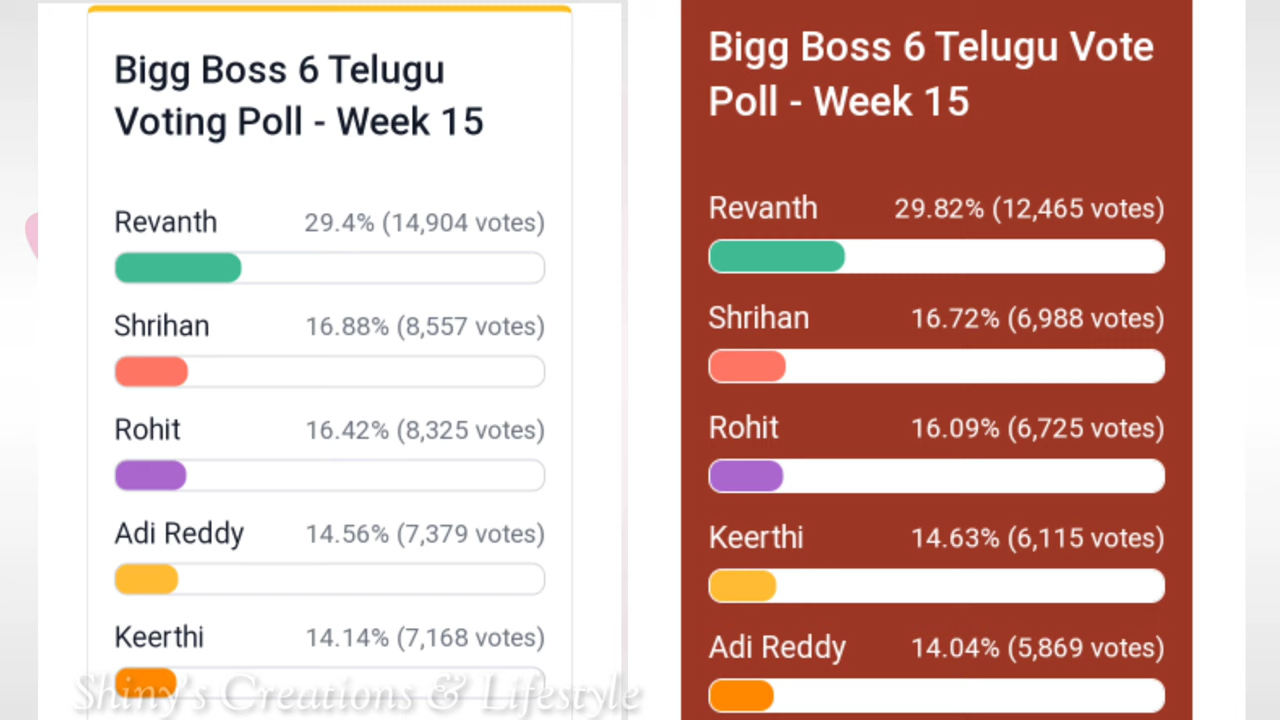 Bigg Boss 6 Telugu
Voting Poll - Week 15
Revanth 29.4% (14,904 votes)
Shrihan 16.88% (8,557 votes)
Rohit 16.42% (8,325 votes)
Adi Reddy 14.56% (7,379 votes)
Keerthi 14.14% (7,168 votes)
Shiny's Creations & Lifestyle
Bigg Boss 6 Telugu Vote
Poll - Week 15
Revanth 29.82% (12,465 votes)
Shrihan 16.72% (6,988 votes)
Rohit 16.09% (6,725 votes)
Keerthi 14.63% (6,115 votes)
Adi Reddy 14.04% (5,869 votes)